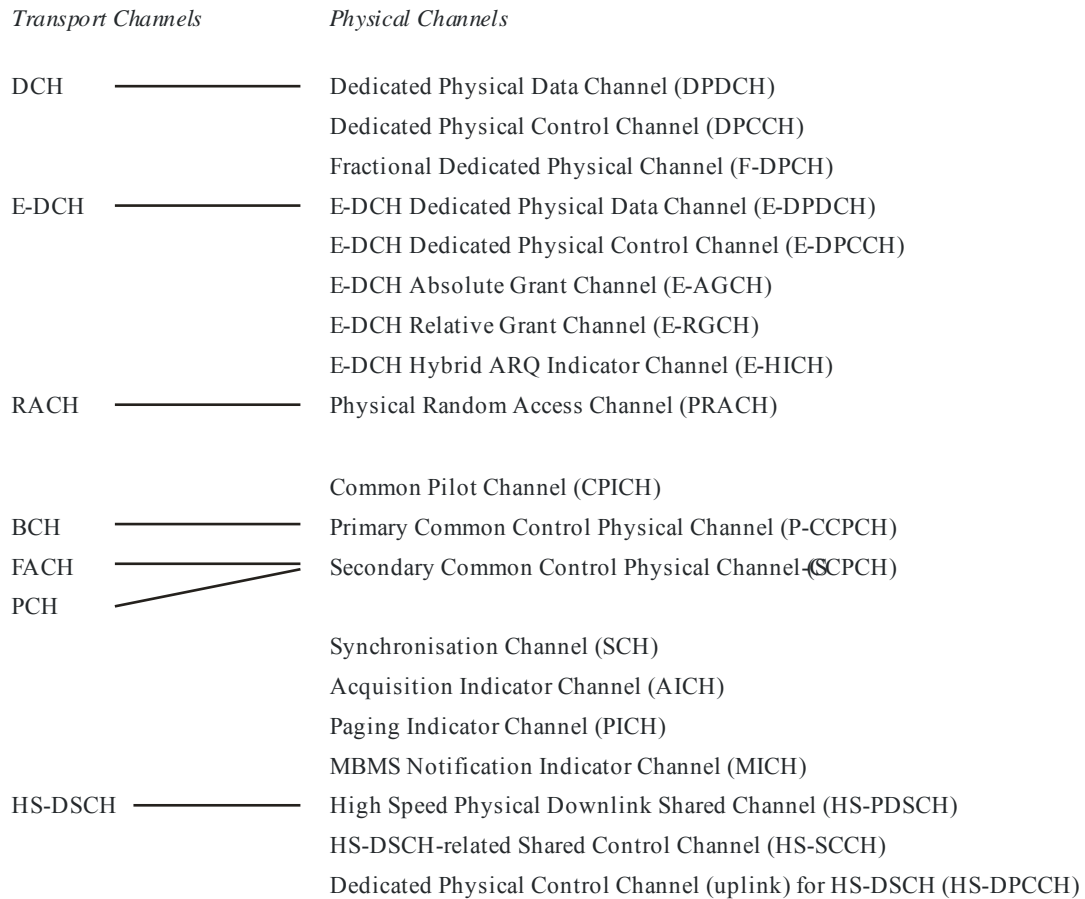 Transport Channels Physical Channels
DCH Dedicated Physical Data Channel (DPDCH)
Dedicated Physical Control Channel (DPCCH)
Fractional Dedicated Physical Channel (F-DPCH)
E-DCH E-DCH Dedicated Physical Data Channel (E-DPDCH)
E-DCH Dedicated Physical Control Channel (E-DPCCH)
E-DCH Absolute Grant Channel (E-AGCH)
E-DCH Relative Grant Channel (E-RGCH)
E-DCH Hybrid ARQ Indicator Channel (E-HICH)
RACH Physical Random Access Channel (PRACH)
Common Pilot Channel (CPICH)
BCH Primary Common Control Physical Channel (P-CCPCH)
FACH Secondary Common Control Physical Channel (S-CCPCH)
PCH
Synchronisation Channel (SCH)
Acquisition Indicator Channel (AICH)
Paging Indicator Channel (PICH)
MBMS Notification Indicator Channel (MICH)
HS-DSCH High Speed Physical Downlink Shared Channel (HS-PDSCH)
HS-DSCH-related Shared Control Channel (HS-SCCH)
Dedicated Physical Control Channel (uplink) for HS-DSCH (HS-DPCCH)